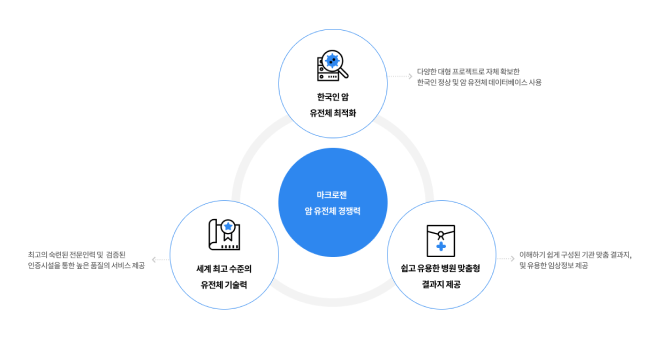 한국인 암
유전체 최적화
다양한 대형 프로젝트로 자체 확보한
한국인 정상 및 암 유전체 데이터베이스 사용
마크로젠
암 유전체 경쟁력
최고의 숙련된 전문인력 및 검증된
인증시설을 통한 높은 품질의 서비스 제공
세계 최고 수준의
유전체 기술력
쉽고 유용한 병원 맞춤형
결과지 제공
이해하기 쉽게 구성된 기관 맞춤 결과지,
및 유용한 임상정보 제공